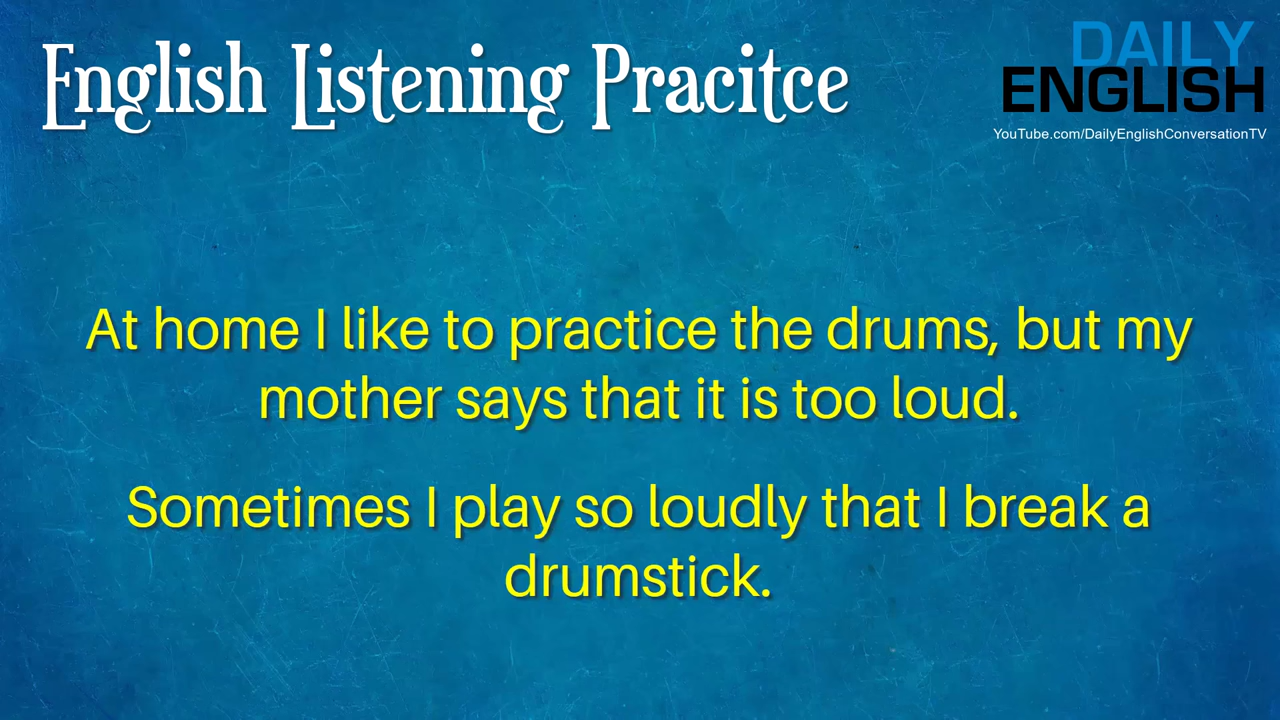 English Listening Pracitce
DAILY
ENGLISH
YouTube.com/DailyEnglishConversationTV
At home I like to practice the drums, but my
mother says that it is too loud.
Sometimes I play so loudly that I break a
drumstick.